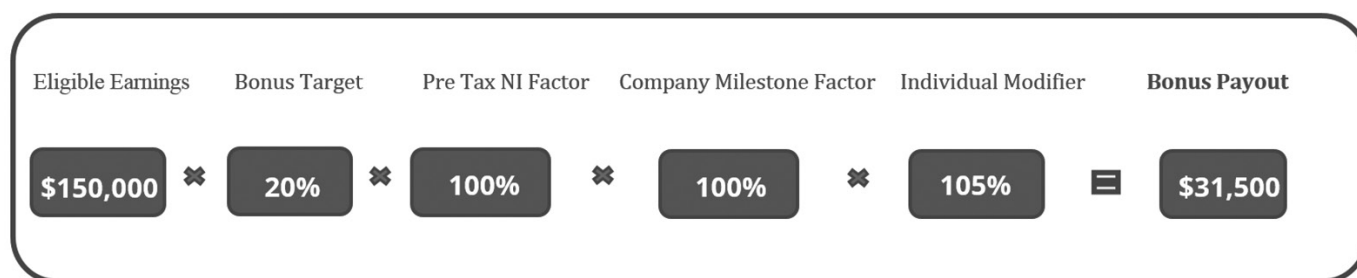 Eligible Earnings Bonus Target Pre Tax NI Factor Company Milestone Factor Individual Modifier Bonus Payout
$150,000 × 20% × 100% × 100% × 105% = $31,500